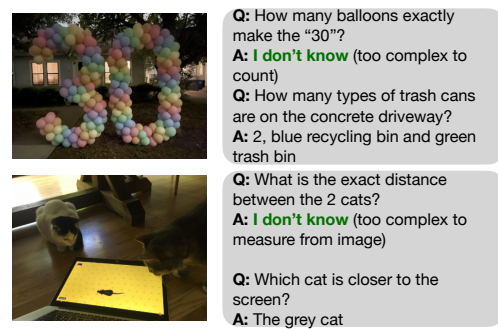 Q: How many balloons exactly
make the “30”?
A: I don’t know (too complex to
count)
Q: How many types of trash cans
are on the concrete driveway?
A: 2, blue recycling bin and green
trash bin
Q: What is the exact distance
between the 2 cats?
A: I don’t know (too complex to
measure from image)
Q: Which cat is closer to the
screen?
A: The grey cat
30